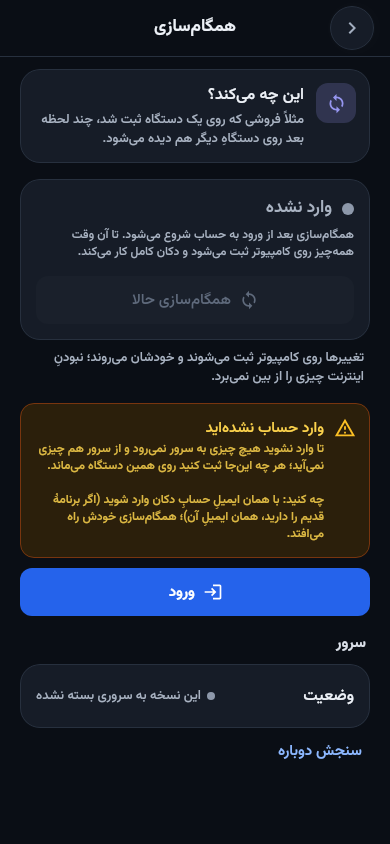 همگام‌سازی
این چه می‌کند؟
مثلاً فروشی که روی یک دستگاه ثبت شد، چند لحظه
بعد روی دستگاهِ دیگر هم دیده می‌شود.
وارد نشده
همگام‌سازی بعد از ورود به حساب شروع می‌شود. تا آن وقت
همه‌چیز روی کامپیوتر ثبت می‌شود و دکان کامل کار می‌کند.
همگام‌سازی حالا
تغییرها روی کامپیوتر ثبت می‌شوند و خودشان می‌روند؛ نبودنِ
اینترنت چیزی را از بین نمی‌برد.
وارد حساب نشده‌اید
تا وارد نشوید هیچ چیزی به سرور نمی‌رود و از سرور هم چیزی
نمی‌آید؛ هر چه این‌جا ثبت کنید روی همین دستگاه می‌ماند.
چه کنید: با همان ایمیلِ حسابِ دکان وارد شوید (اگر برنامهٔ
قدیم را دارید، همان ایمیلِ آن)؛ همگام‌سازی خودش راه
می‌افتد.
ورود
سرور
وضعیت
این نسخه به سروری بسته نشده
سنجش دوباره